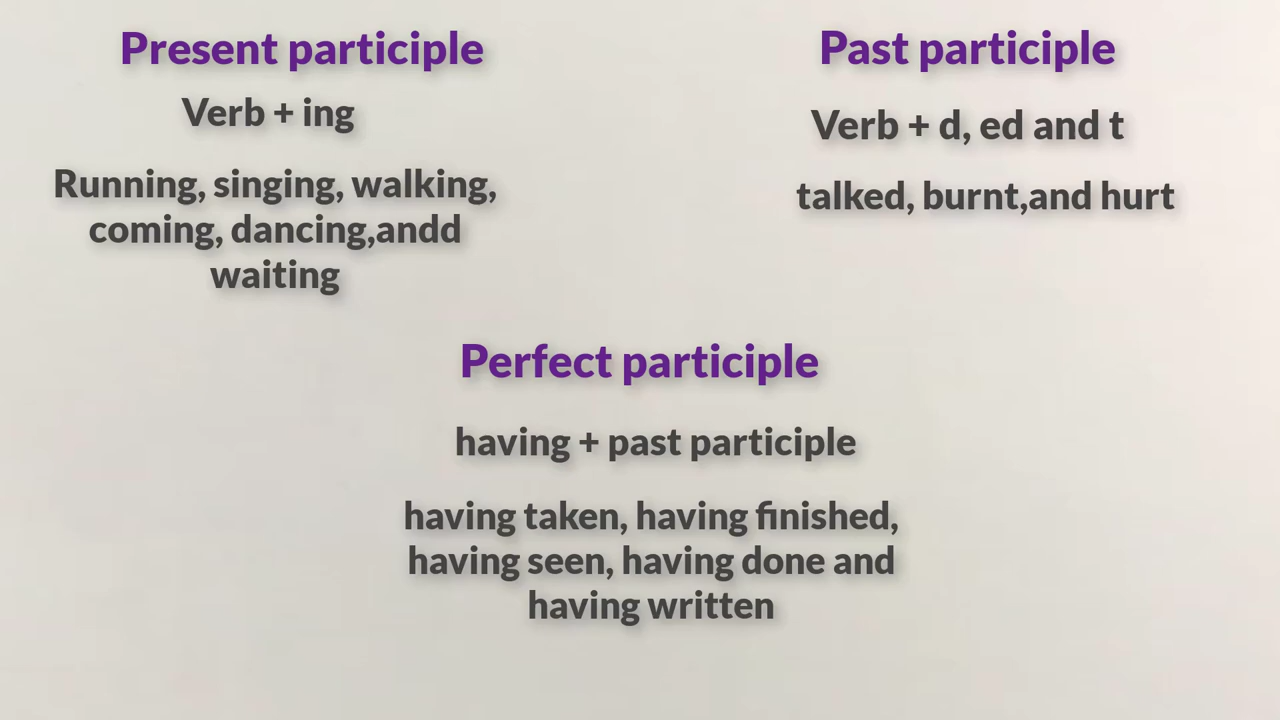 Present participle
Verb + ing
Running, singing, walking,
coming, dancing,andd
waiting
Past participle
Verb + d, ed and t
talked, burnt,and hurt
Perfect participle
having + past participle
having taken, having finished,
having seen, having done and
having written